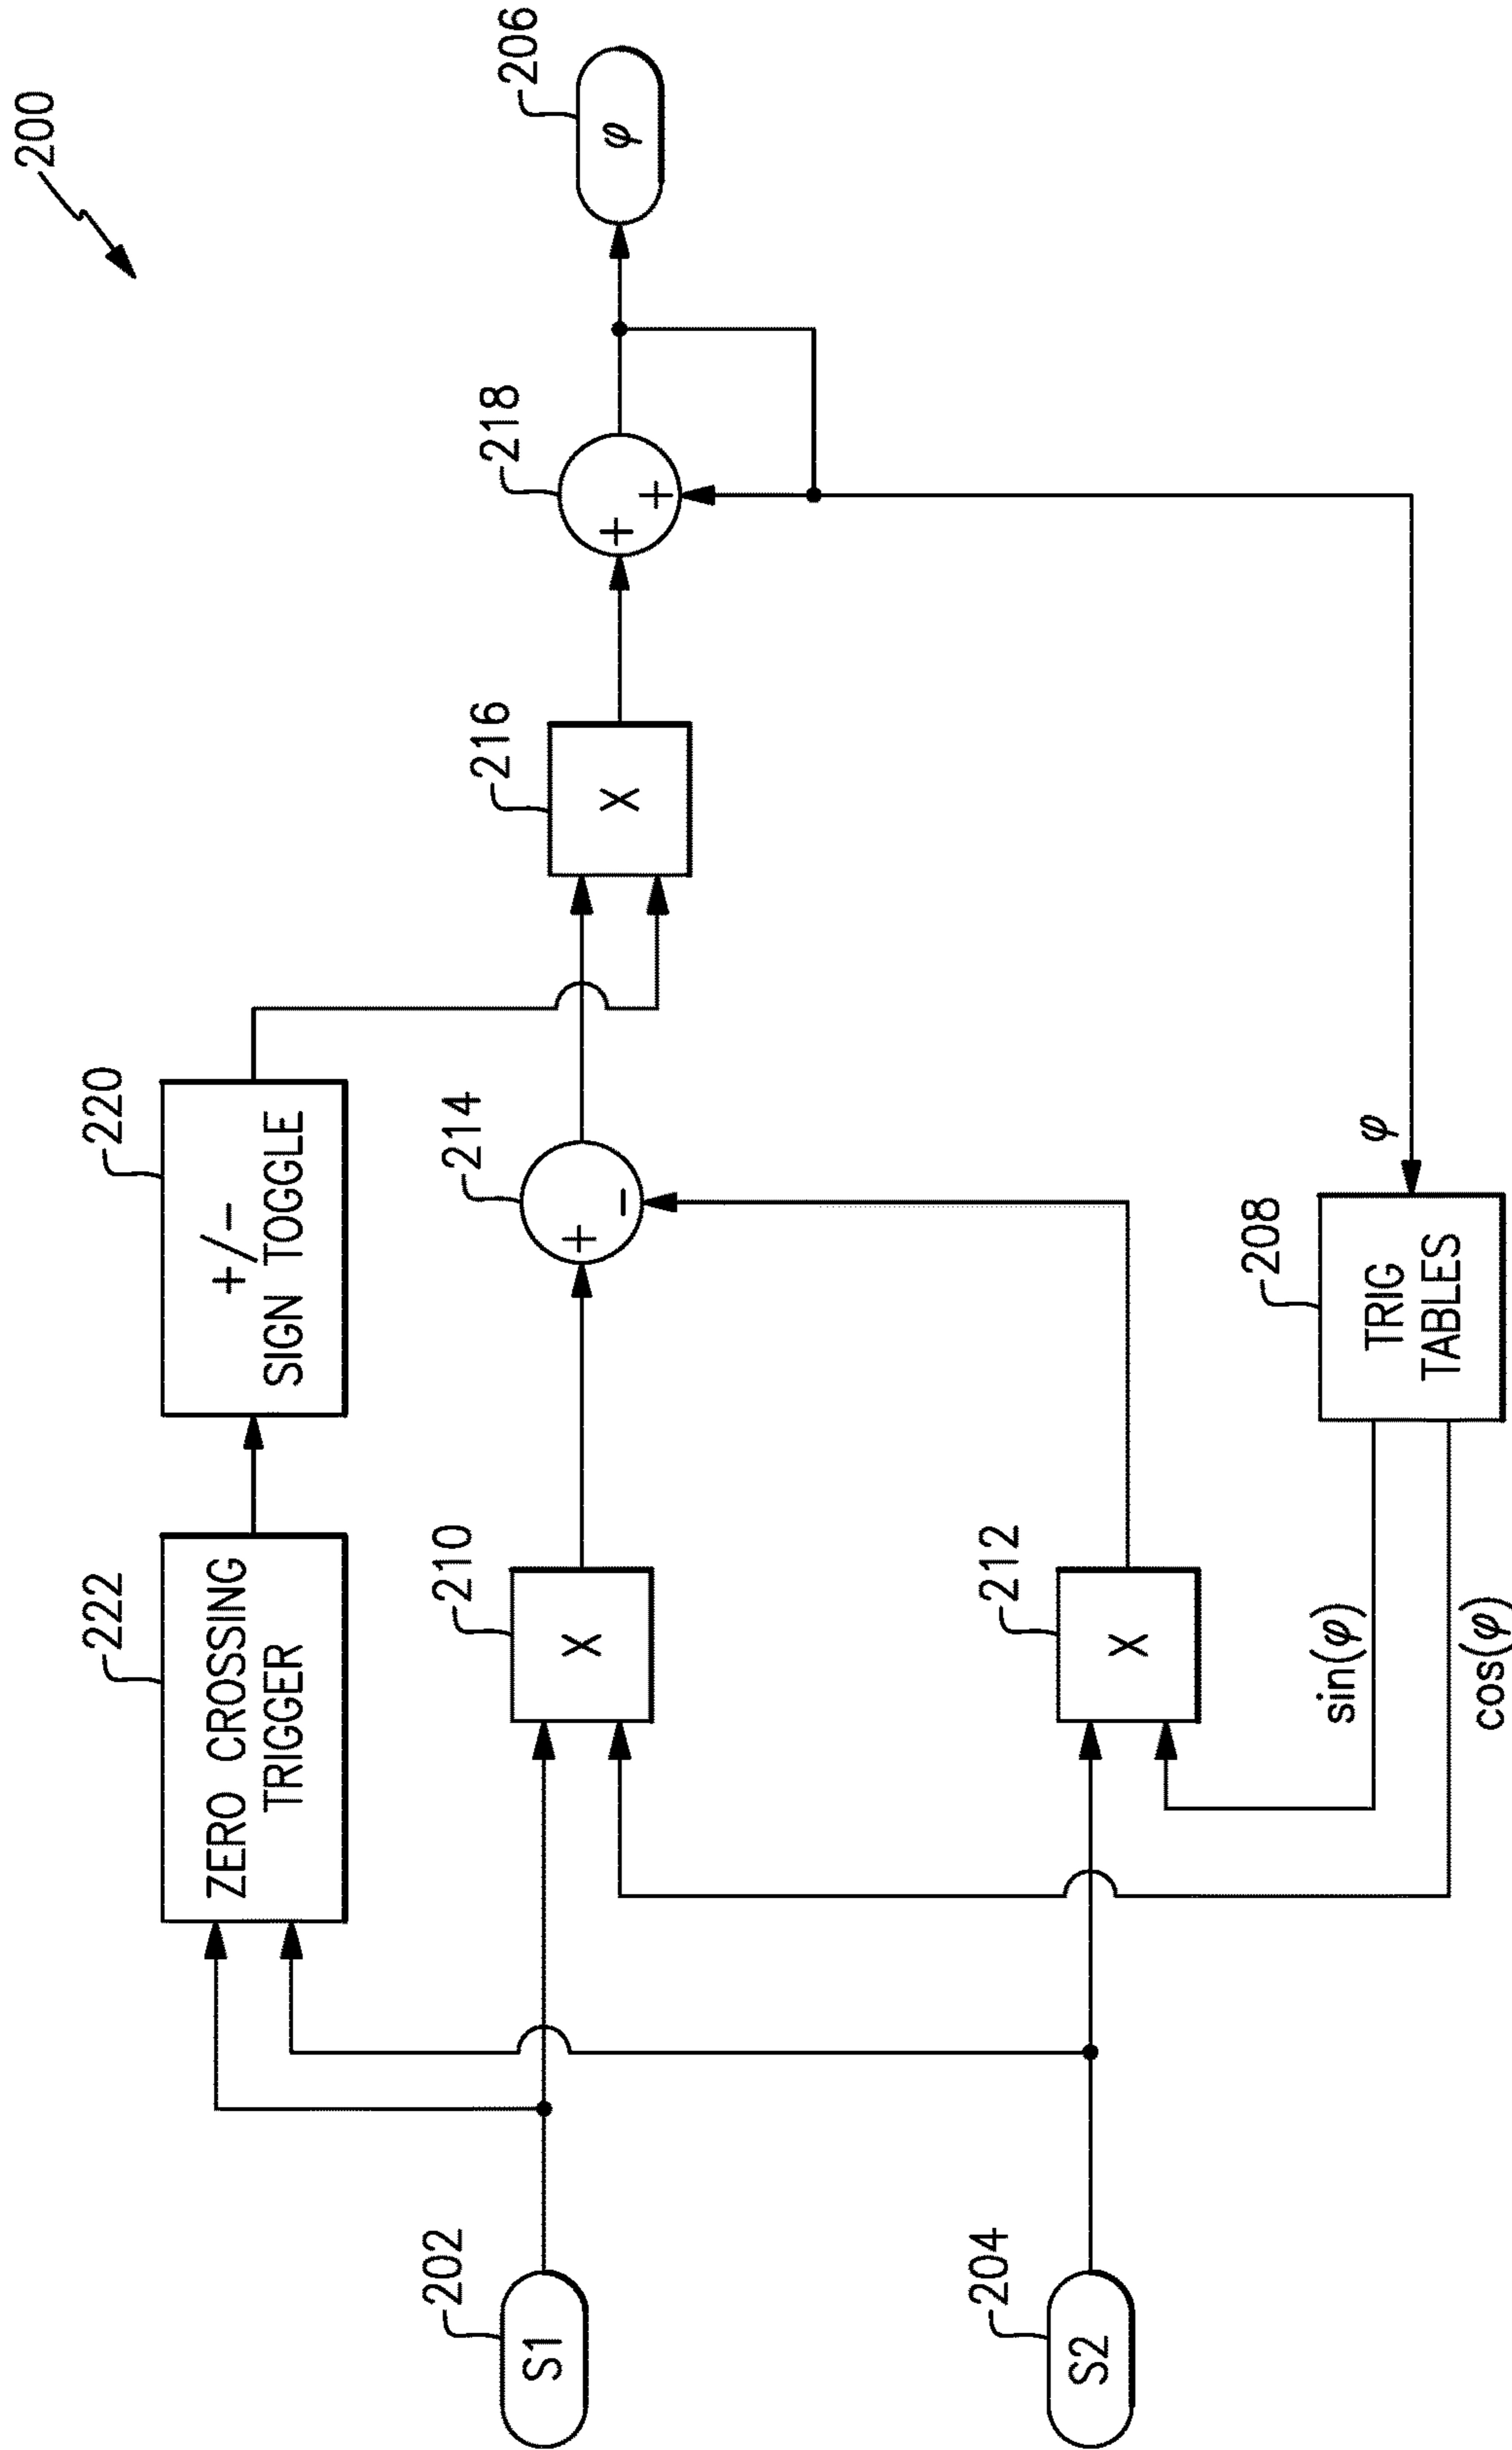 200
222
ZERO CROSSING
TRIGGER
220
+/-
SIGN TOGGLE
202
S1
210
X
214
+
-
216
X
218
+
+
206
φ
204
S2
212
X
sin(φ)
cos(φ)
208
TRIG
TABLES
φ